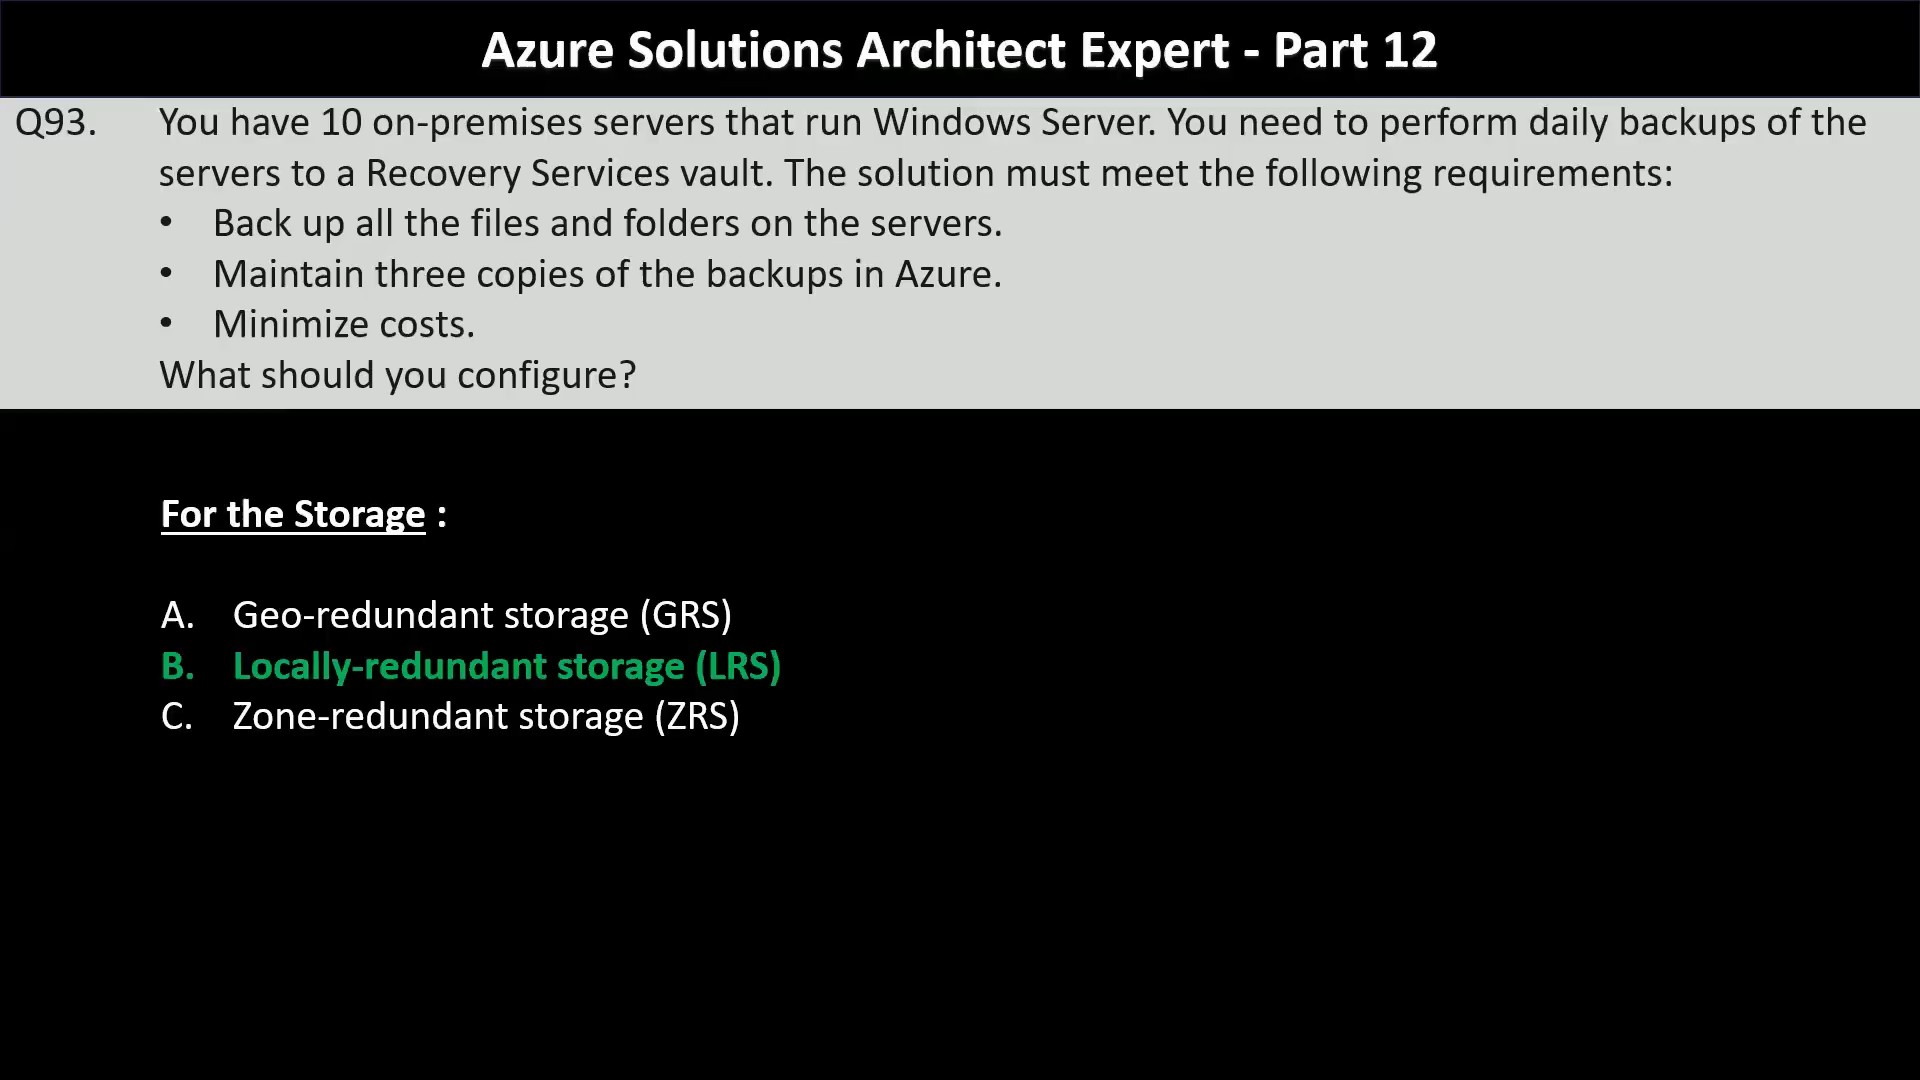 Azure Solutions Architect Expert - Part 12
Q93. You have 10 on-premises servers that run Windows Server. You need to perform daily backups of the
servers to a Recovery Services vault. The solution must meet the following requirements:
• Back up all the files and folders on the servers.
• Maintain three copies of the backups in Azure.
• Minimize costs.
What should you configure?
For the Storage :
A. Geo-redundant storage (GRS)
B. Locally-redundant storage (LRS)
C. Zone-redundant storage (ZRS)